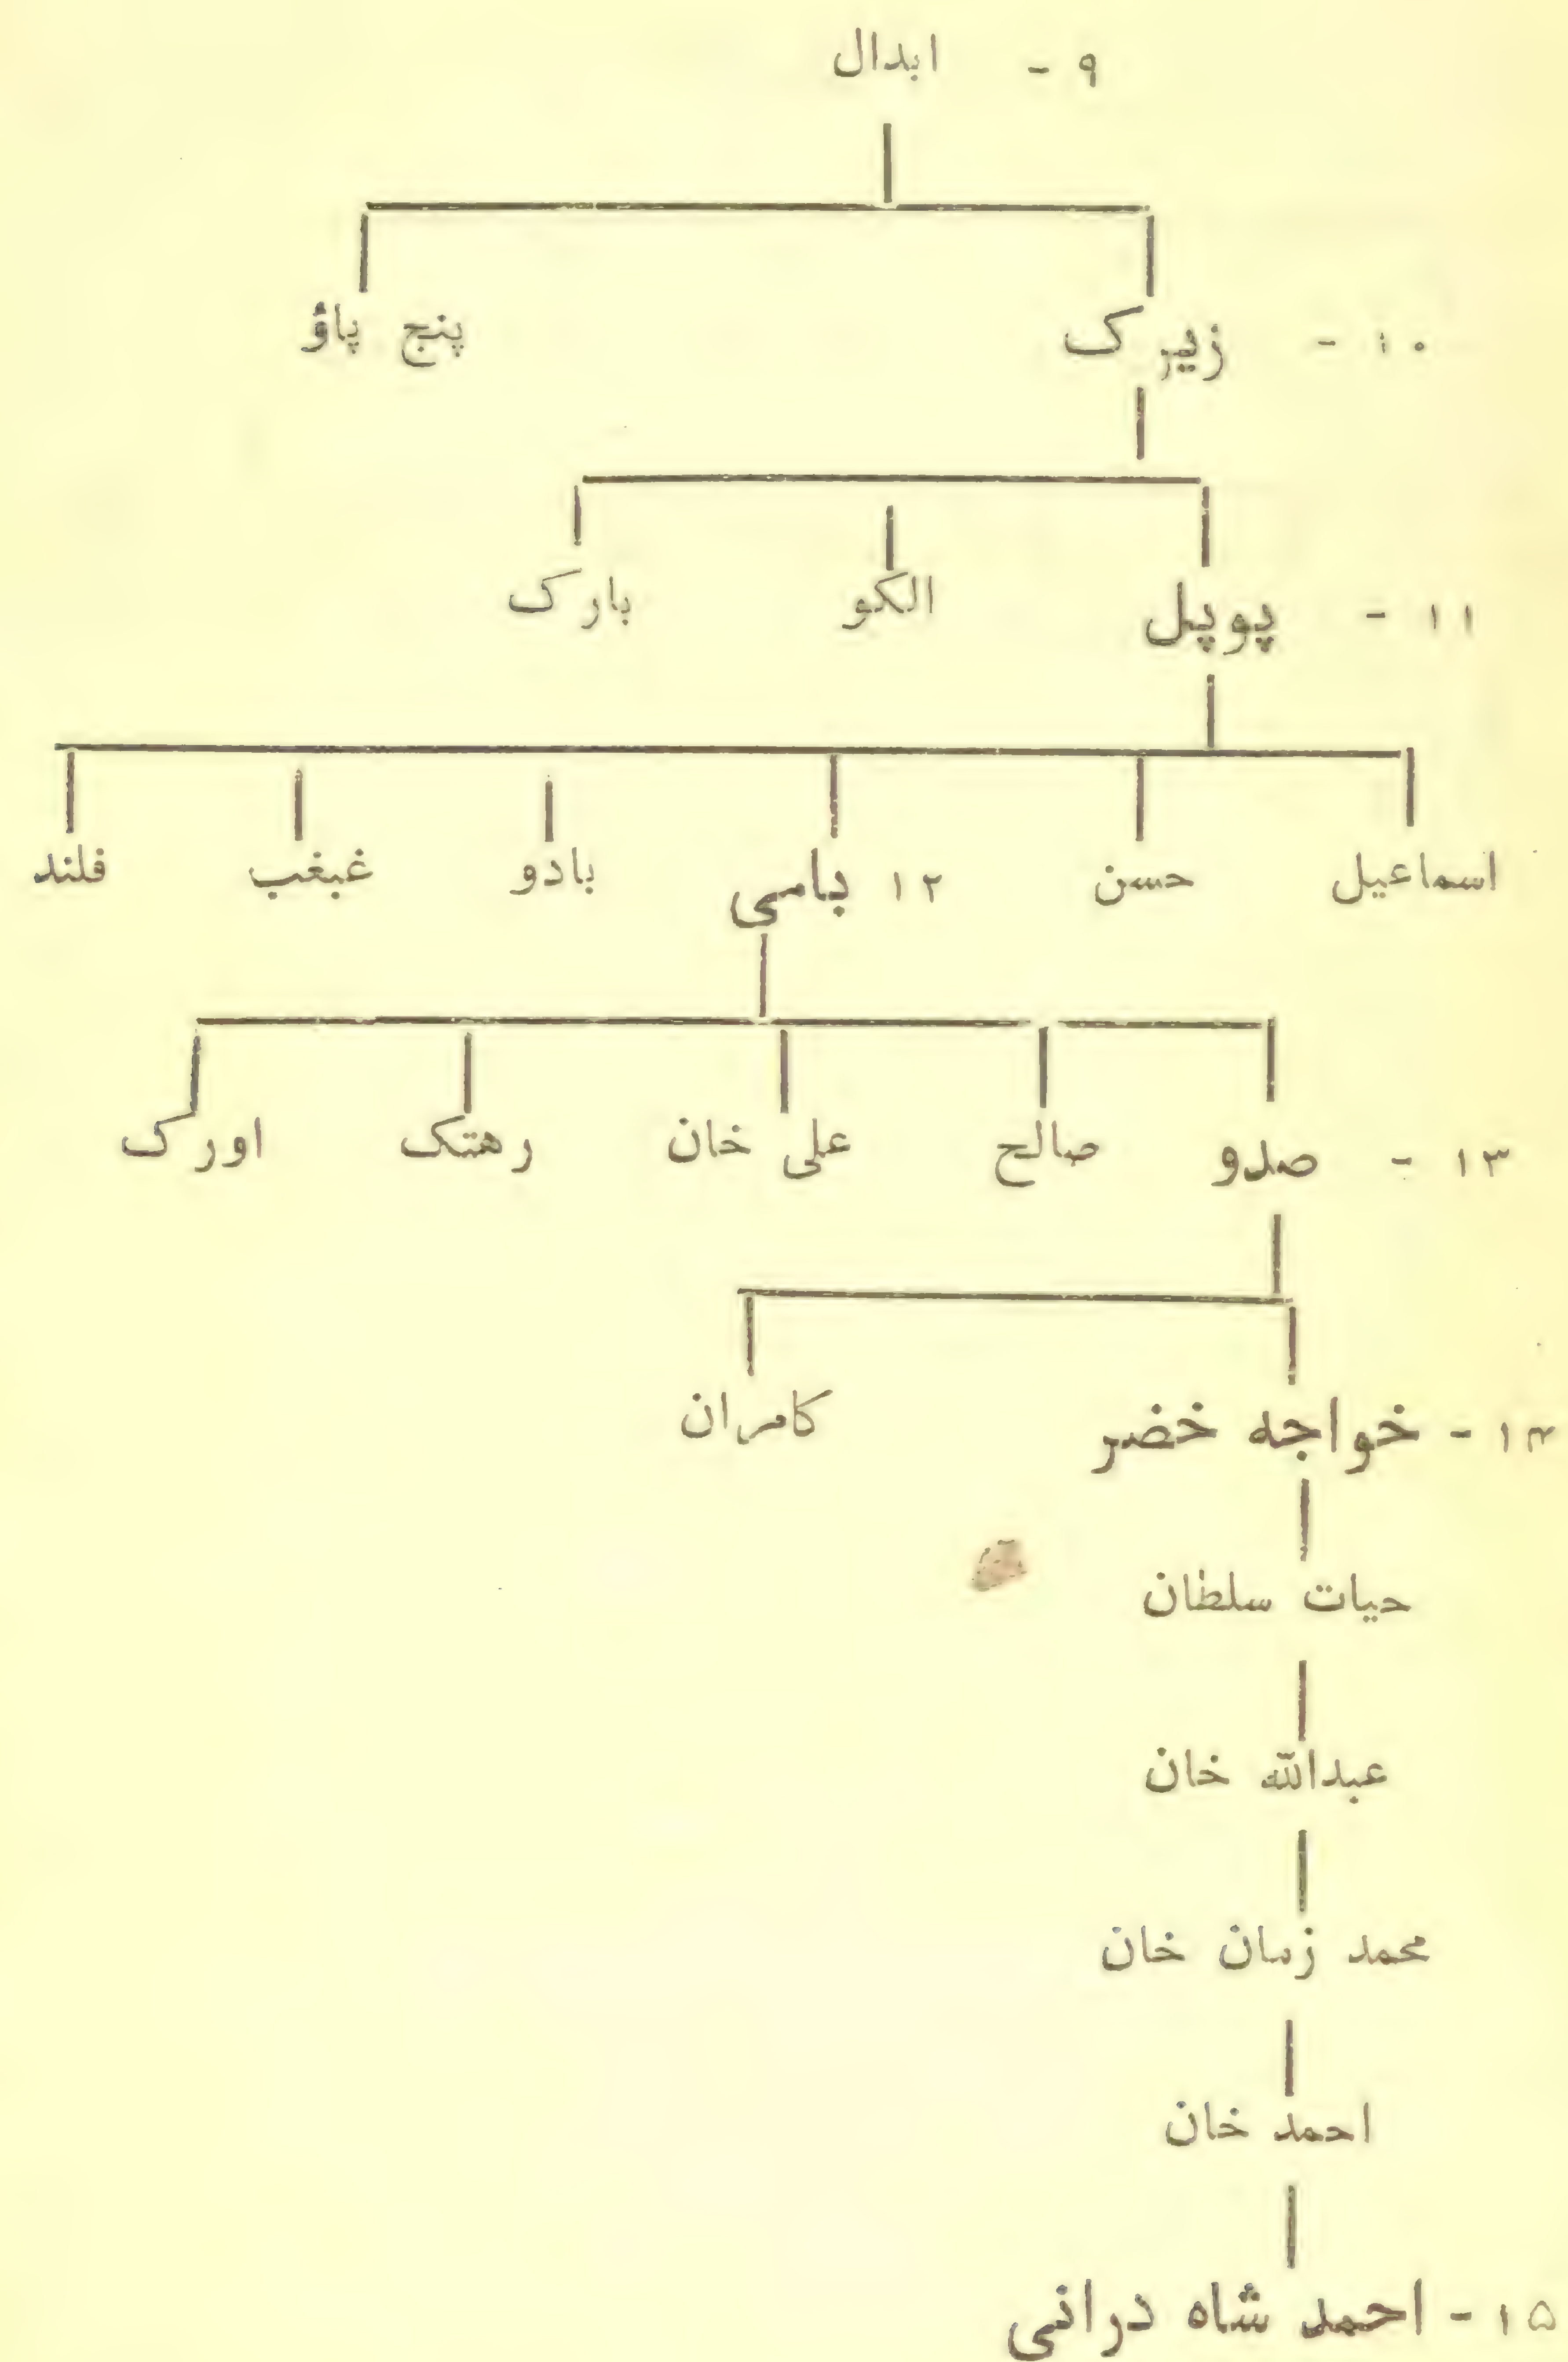 ۹ - ابدال
۱۰ - زیرک پنج پاؤ
۱۱ - پوپل الکو بارک
اسماعیل حسن ۱۲ بامی بادو غبغب فلند
۱۳ - صدو صالح علی خان رهتک اورک
۱۴ - خواجه خضر کامران
حیات سلطان
عبدالله خان
محمد زمان خان
احمد خان
۱۵ - احمد شاه درانی